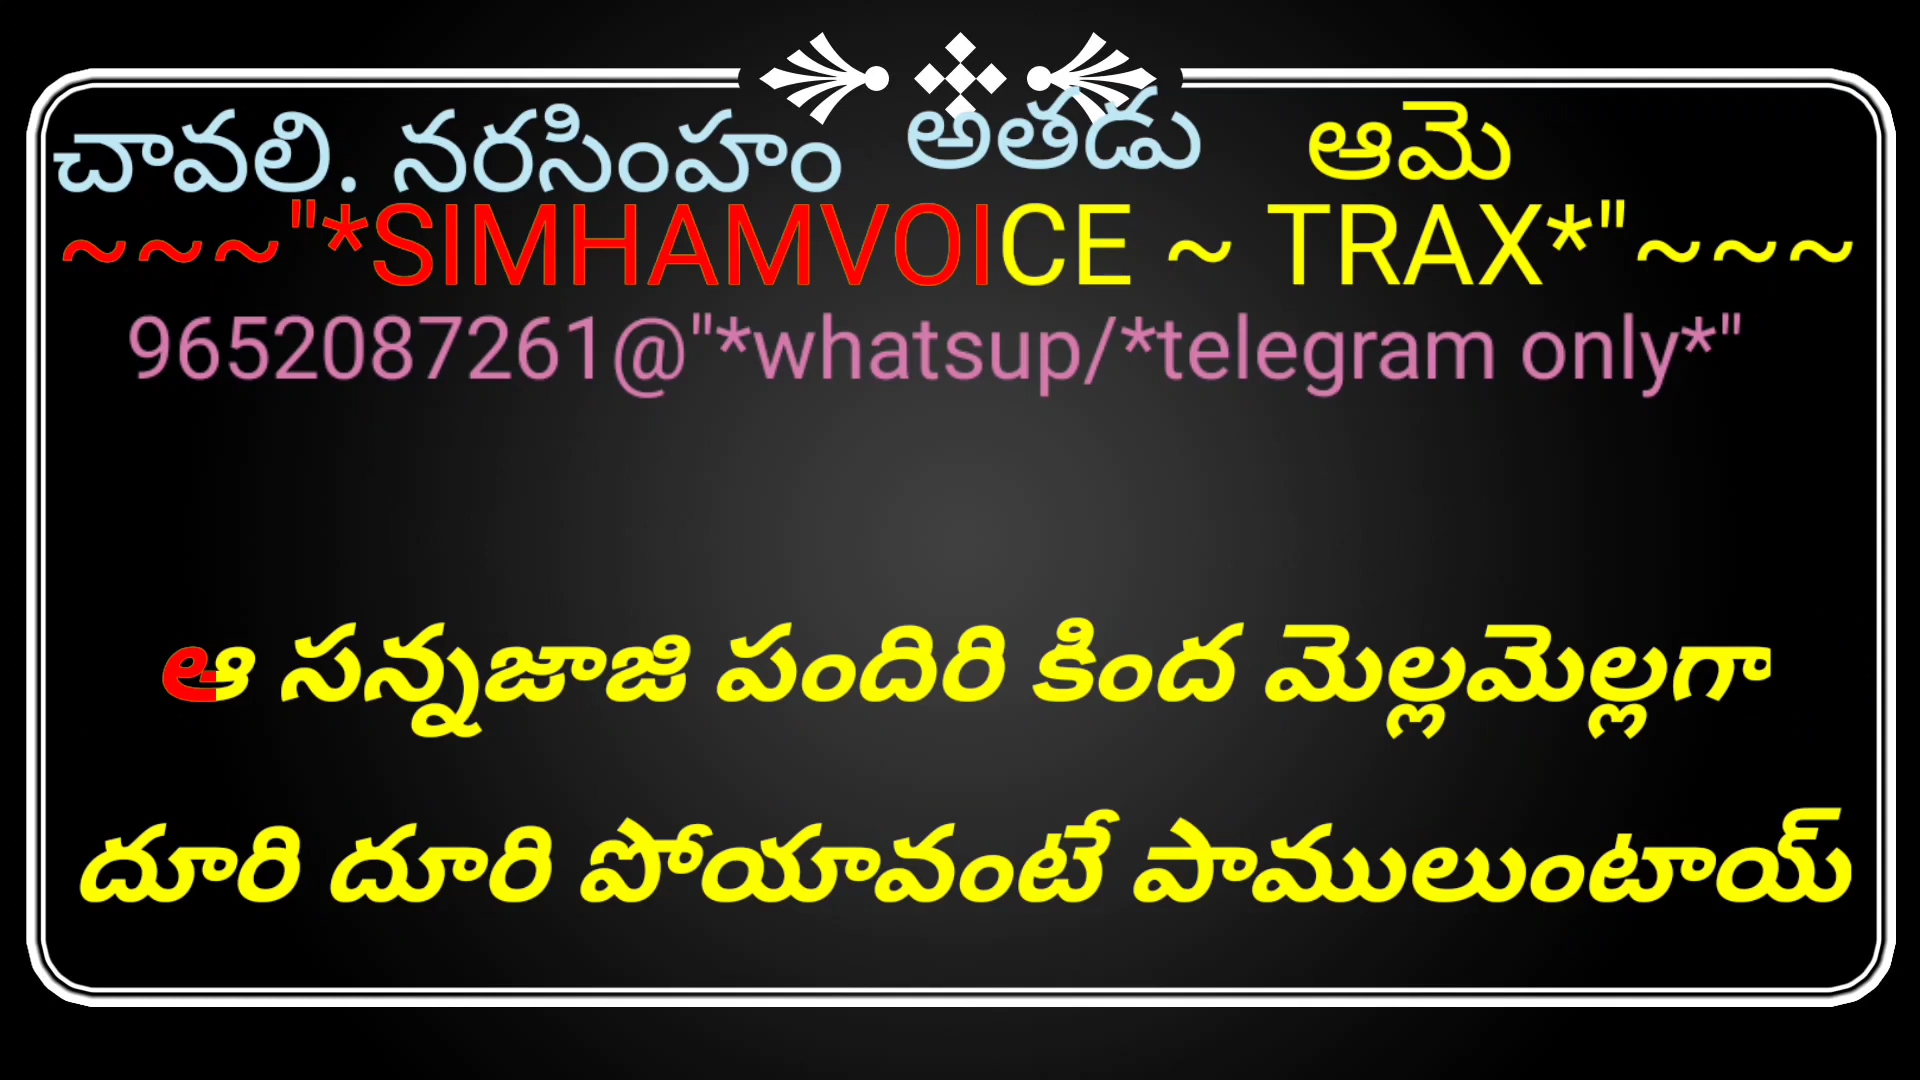 చావలి. నరసింహం అతడు ఆమె
~~~"*SIMHAMVOICE ~ TRAX*"~~~
9652087261@"*whatsup/*telegram only*"
ఆ సన్నజాజి పందిరి కింద మెల్లమెల్లగా
దూరి దూరి పోయావంటే పాములుంటాయ్